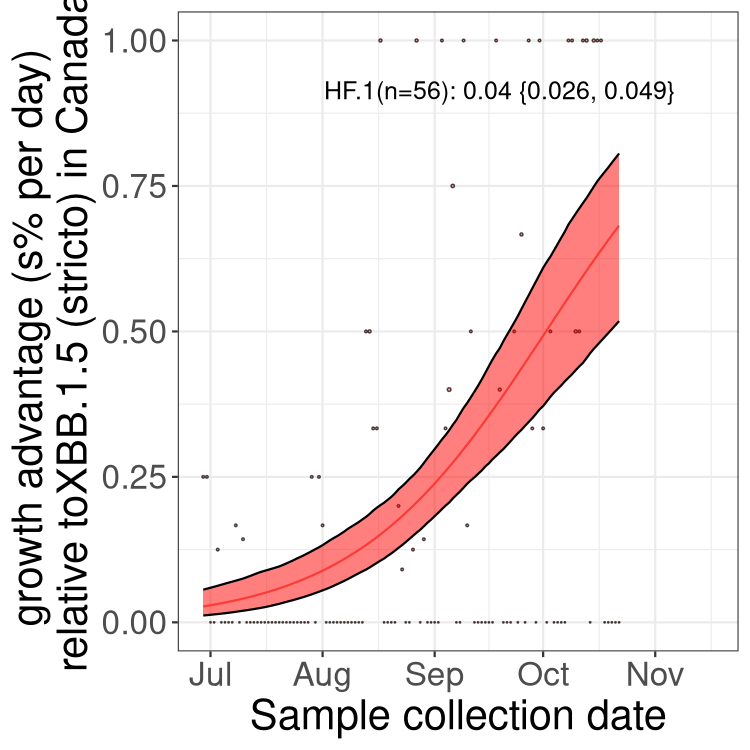 growth advantage (s% per day)
relative toXBB.1.5 (stricto) in Canada
1.00
HF.1(n=56): 0.04 {0.026, 0.049}
0.75
0.50
0.25
0.00
Jul Aug Sep Oct Nov
Sample collection date